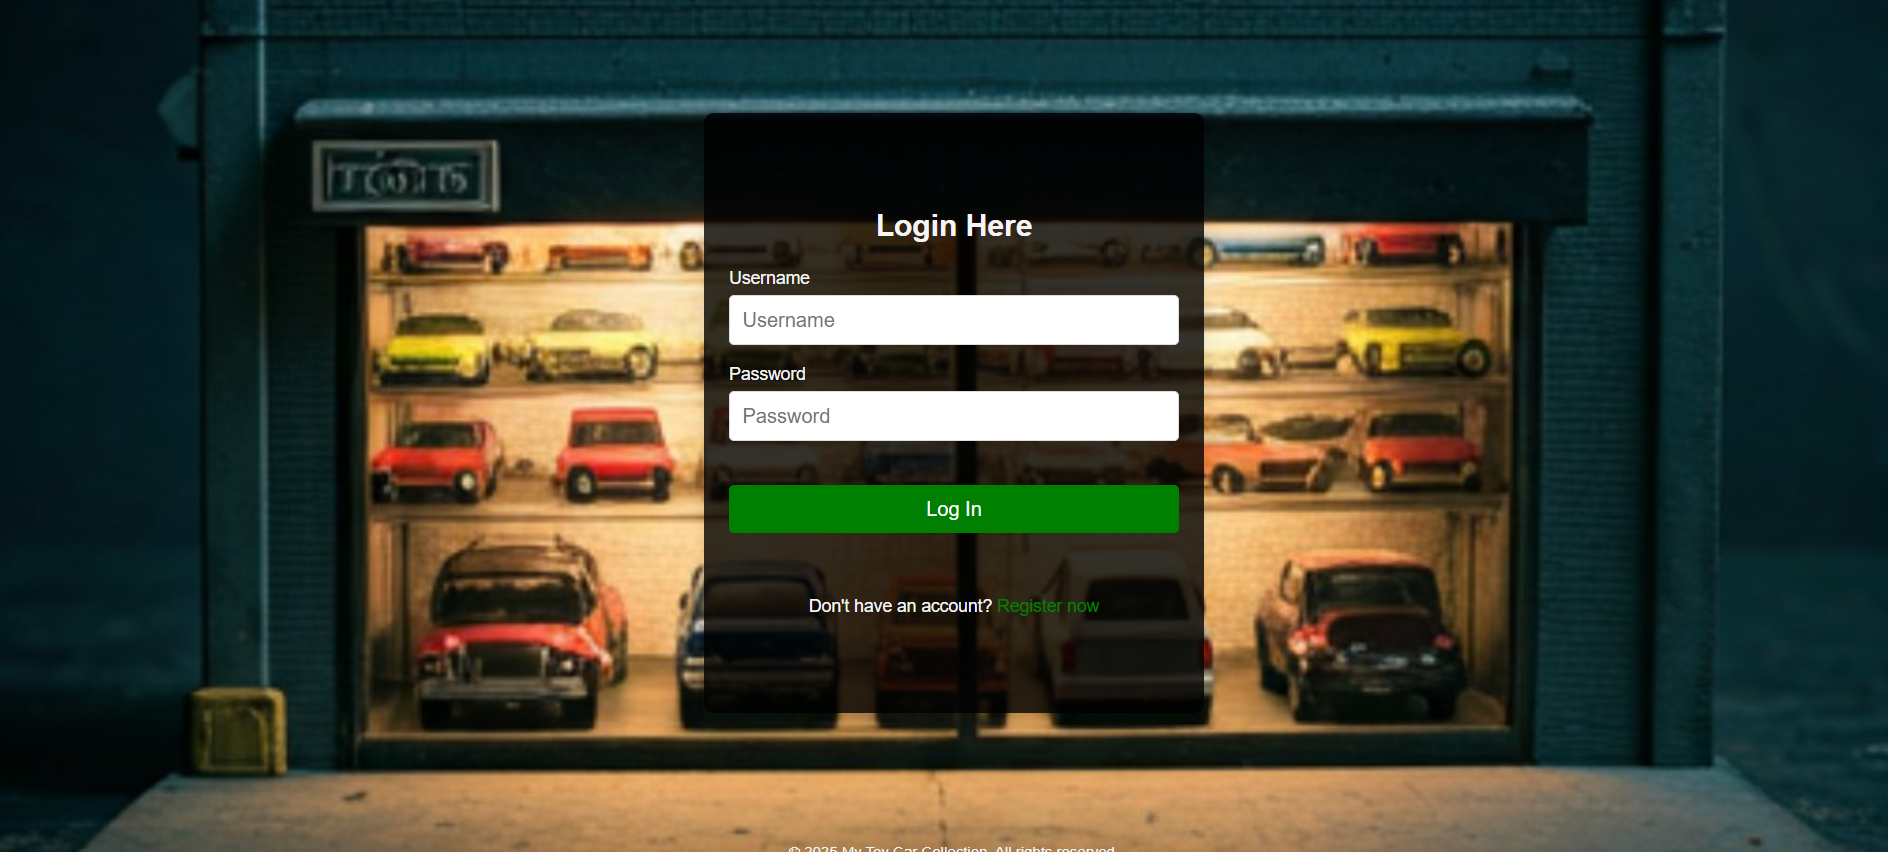 Login Here
Username
Username
Password
Password
Log In
Don't have an account? Register now
© 2025 My Toy Car Collection. All rights reserved.